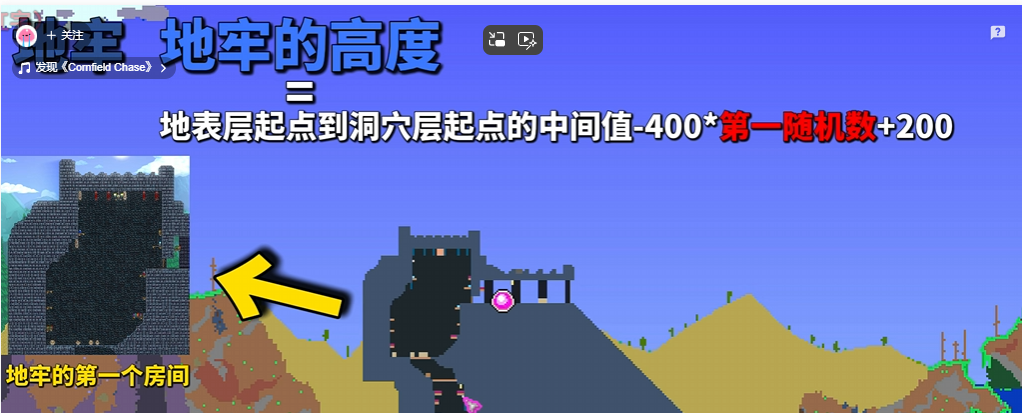 地牢 地牢的高度
+ 关注
发现《Cornfield Chase》 >
=
地表层起点到洞穴层起点的中间值-400*第一随机数+200
地牢的第一个房间
?